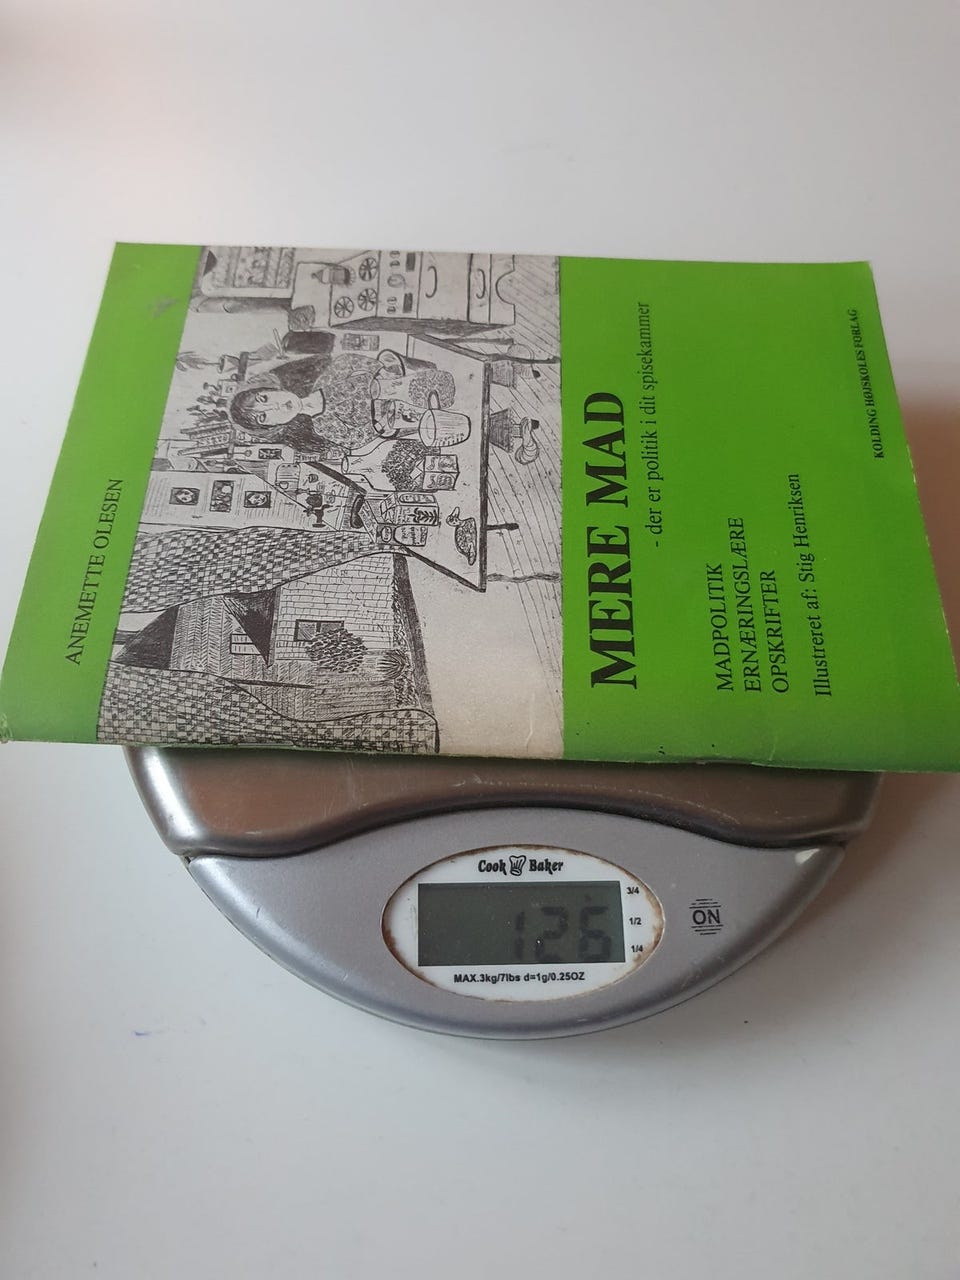 ANEMETTE OLESEN
MERE MAD
- der er politik i dit spisekammer
MADPOLITIK
ERNÆRINGSLÆRE
OPSKRIFTER
Illustreret af: Stig Henriksen
KOLDING HØJSKOLES FORLAG
Cook Baker
126
3/4
1/2
1/4
ON
MAX.3kg/7lbs d=1g/0.25OZ